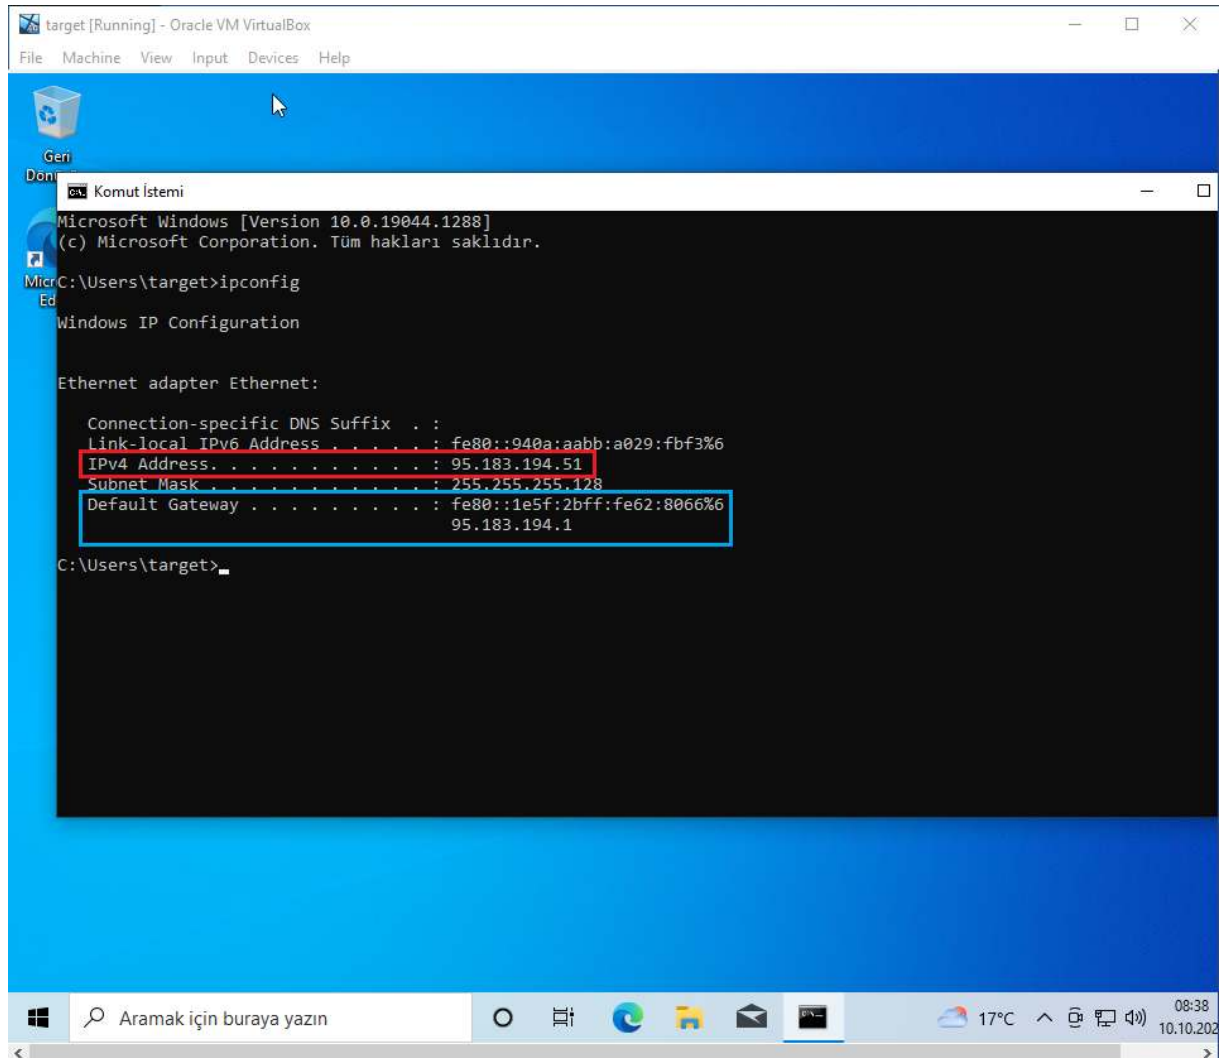 target [Running] - Oracle VM VirtualBox
File Machine View Input Devices Help
Geri
Komut İstemi
Microsoft Windows [Version 10.0.19044.1288]
(c) Microsoft Corporation. Tüm hakları saklıdır.
C:\Users\target>ipconfig
Windows IP Configuration
Ethernet adapter Ethernet:
Connection-specific DNS Suffix . :
Link-local IPv6 Address . . . . . : fe80::940a:aabb:a029:fbf3%6
IPv4 Address. . . . . . . . . . . : 95.183.194.51
Subnet Mask . . . . . . . . . . . : 255.255.255.128
Default Gateway . . . . . . . . . : fe80::1e5f:2bff:fe62:8066%6
95.183.194.1
C:\Users\target>
Aramak için buraya yazın
17°C
08:38
10.10.202